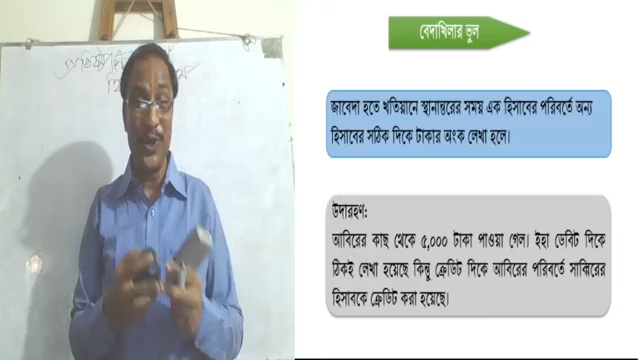 বেদাখিলার ভুল
জাবেদা হতে খতিয়ানে স্থানান্তরের সময় এক হিসাবের পরিবর্তে অন্য
হিসাবের সঠিক দিকে টাকার অংক লেখা হলে।
উদারহণ:
আবিরের কাছ থেকে ৫,০০০ টাকা পাওয়া গেল। ইহা ডেবিট দিকে
ঠিকই লেখা হয়েছে কিন্তু ক্রেডিট দিকে আবিরের পরিবর্তে সাব্বিরের
হিসাবকে ক্রেডিট করা হয়েছে।